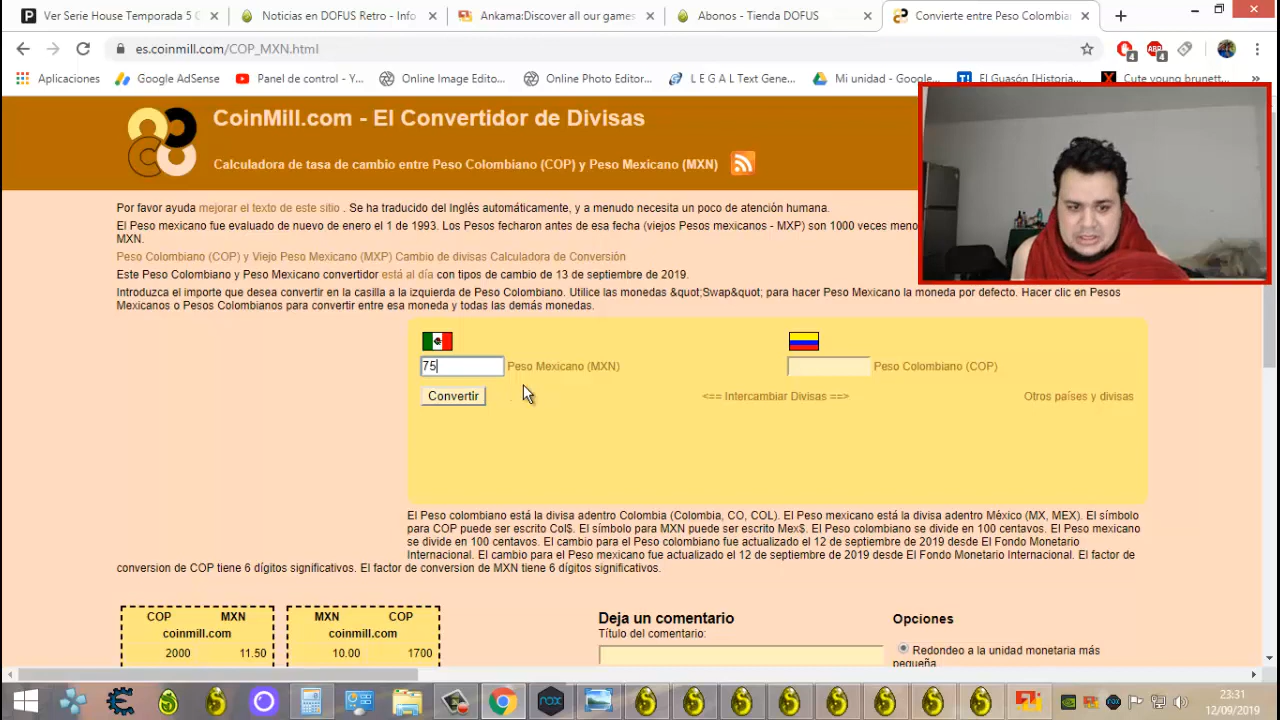 Ver Serie House Temporada 5 C
Noticias en DOFUS Retro - Info
Ankama:Discover all our games
Abonos - Tienda DOFUS
Convierte entre Peso Colombian
es.coinmill.com/COP_MXN.html
4
4
Aplicaciones
Google AdSense
Panel de control - Y...
Online Image Edito...
Online Photo Editor...
L E G A L Text Gene...
Mi unidad - Google...
El Guasón [Historia...
Cute young brunett...
CoinMill.com - El Convertidor de Divisas
Calculadora de tasa de cambio entre Peso Colombiano (COP) y Peso Mexicano (MXN)
Por favor ayuda mejorar el texto de este sitio . Se ha traducido del Inglès automáticamente, y a menudo necesita un poco de atención humana.
El Peso mexicano fue evaluado de nuevo de enero el 1 de 1993. Los Pesos fecharon antes de esa fecha (viejos Pesos mexicanos - MXP) son 1000 veces meno
MXN.
Peso Colombiano (COP) y Viejo Peso Mexicano (MXP) Cambio de divisas Calculadora de Conversión
Este Peso Colombiano y Peso Mexicano convertidor está al día con tipos de cambio de 13 de septiembre de 2019.
Introduzca el importe que desea convertir en la casilla a la izquierda de Peso Colombiano. Utilice las monedas &quot;Swap&quot; para hacer Peso Mexicano la moneda por defecto. Hacer clic en Pesos
Mexicanos o Pesos Colombianos para convertir entre esa moneda y todas las demás monedas.
75
Peso Mexicano (MXN)
Peso Colombiano (COP)
Convertir
<== Intercambiar Divisas ==>
Otros países y divisas
El Peso colombiano está la divisa adentro Colombia (Colombia, CO, COL). El Peso mexicano está la divisa adentro México (MX, MEX). El símbolo
para COP puede ser escrito Col$. El símbolo para MXN puede ser escrito Mex$. El Peso colombiano se divide en 100 centavos. El Peso mexicano
se divide en 100 centavos. El cambio para el Peso colombiano fue actualizado el 12 de septiembre de 2019 desde El Fondo Monetario
Internacional. El cambio para el Peso mexicano fue actualizado el 12 de septiembre de 2019 desde El Fondo Monetario Internacional. El factor de
conversion de COP tiene 6 dígitos significativos. El factor de conversion de MXN tiene 6 dígitos significativos.
COP MXN
coinmill.com
2000 11.50
MXN COP
coinmill.com
10.00 1700
Deja un comentario
Título del comentario:
Opciones
Redondeo a la unidad monetaria más
pequeña.
23:31
12/09/2019